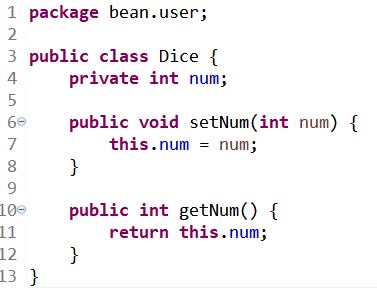 1 package bean.user;
2
3 public class Dice {
4     private int num;
5
6     public void setNum(int num) {
7         this.num = num;
8     }
9
10     public int getNum() {
11         return this.num;
12     }
13 }